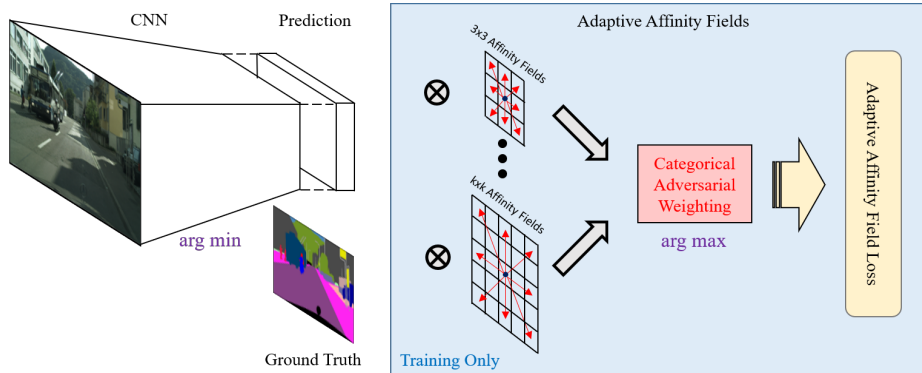 CNN
Prediction
arg min
Ground Truth
Adaptive Affinity Fields
3x3 Affinity Fields
kxk Affinity Fields
Categorical
Adversarial
Weighting
arg max
Adaptive Affinity Field Loss
Training Only